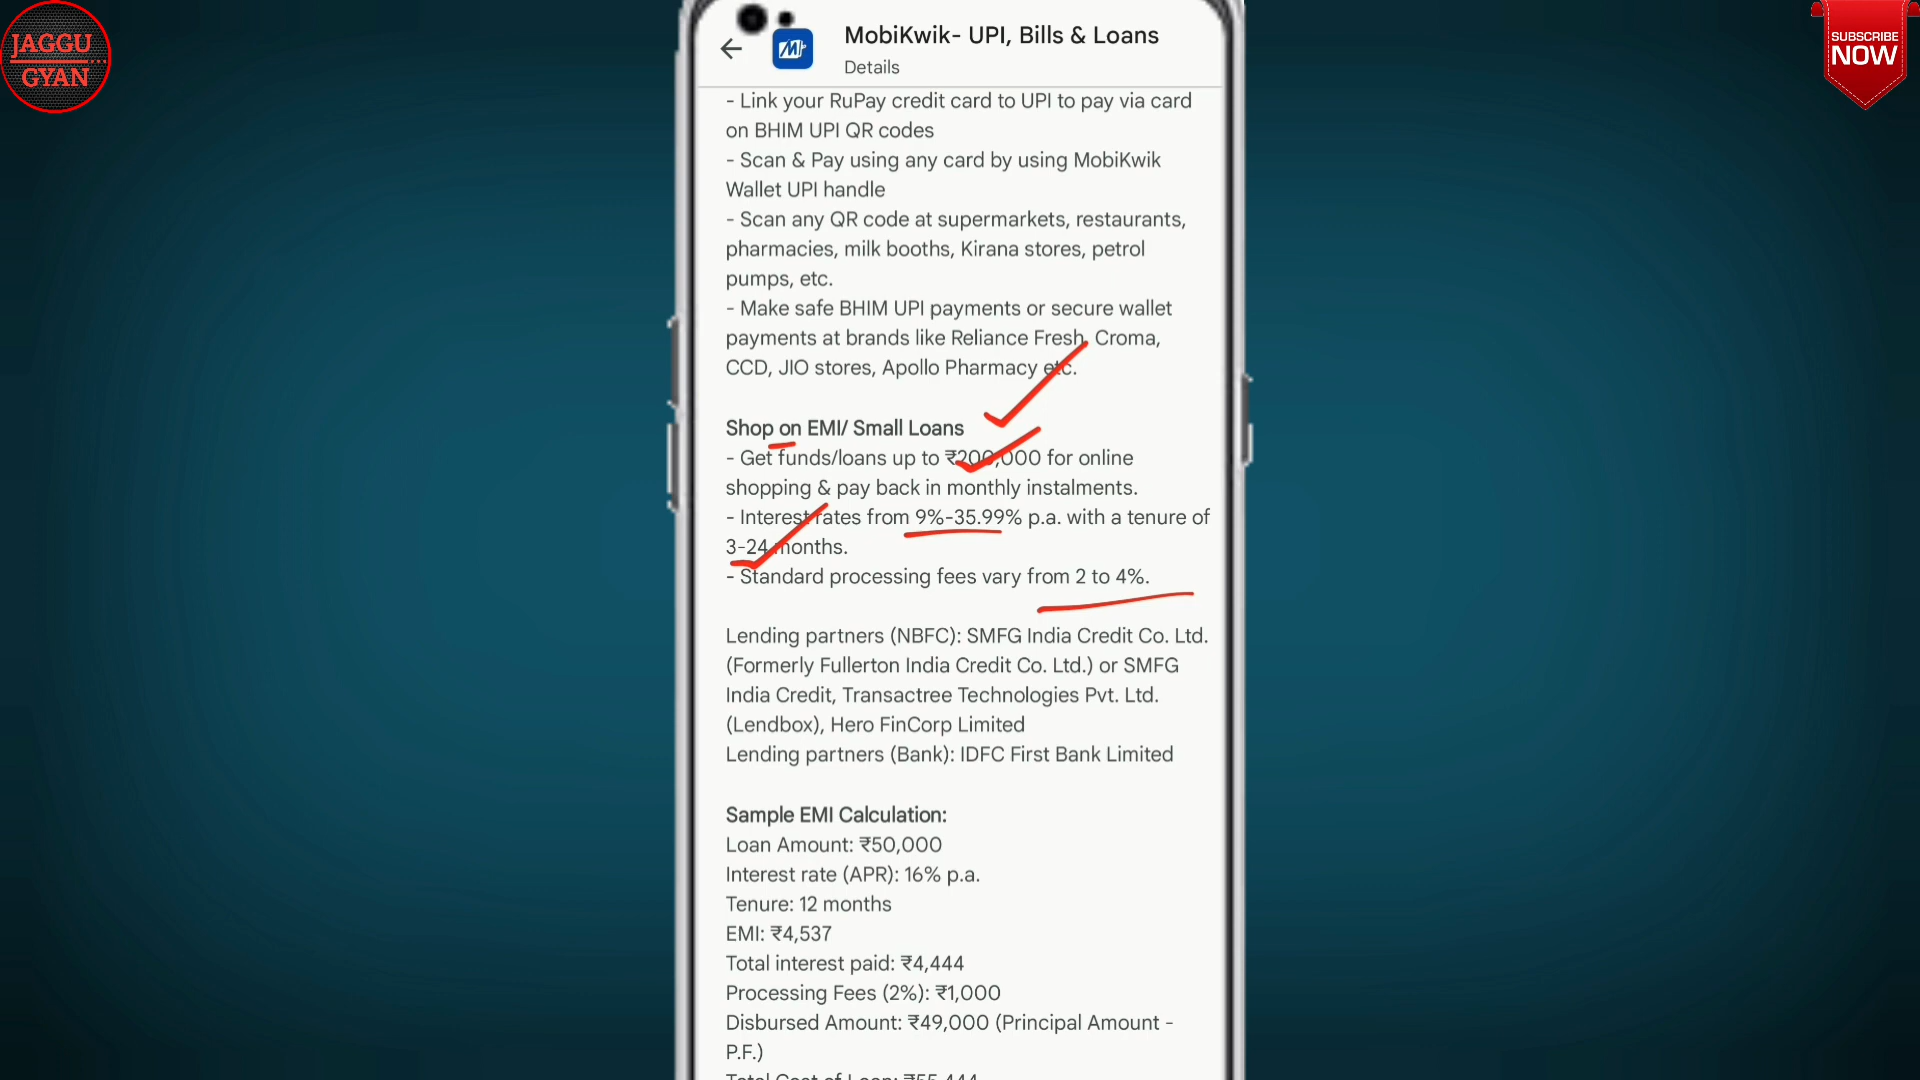 JAGGU
GYAN
SUBSCRIBE
NOW
MobiKwik- UPI, Bills & Loans
Details
- Link your RuPay credit card to UPI to pay via card
on BHIM UPI QR codes
- Scan & Pay using any card by using MobiKwik
Wallet UPI handle
- Scan any QR code at supermarkets, restaurants,
pharmacies, milk booths, Kirana stores, petrol
pumps, etc.
- Make safe BHIM UPI payments or secure wallet
payments at brands like Reliance Fresh, Croma,
CCD, JIO stores, Apollo Pharmacy etc.
Shop on EMI/ Small Loans
- Get funds/loans up to ₹200,000 for online
shopping & pay back in monthly instalments.
- Interest rates from 9%-35.99% p.a. with a tenure of
3-24 months.
- Standard processing fees vary from 2 to 4%.
Lending partners (NBFC): SMFG India Credit Co. Ltd.
(Formerly Fullerton India Credit Co. Ltd.) or SMFG
India Credit, Transactree Technologies Pvt. Ltd.
(Lendbox), Hero FinCorp Limited
Lending partners (Bank): IDFC First Bank Limited
Sample EMI Calculation:
Loan Amount: ₹50,000
Interest rate (APR): 16% p.a.
Tenure: 12 months
EMI: ₹4,537
Total interest paid: ₹4,444
Processing Fees (2%): ₹1,000
Disbursed Amount: ₹49,000 (Principal Amount -
P.F.)
Total Cost of Loan: ₹55,444